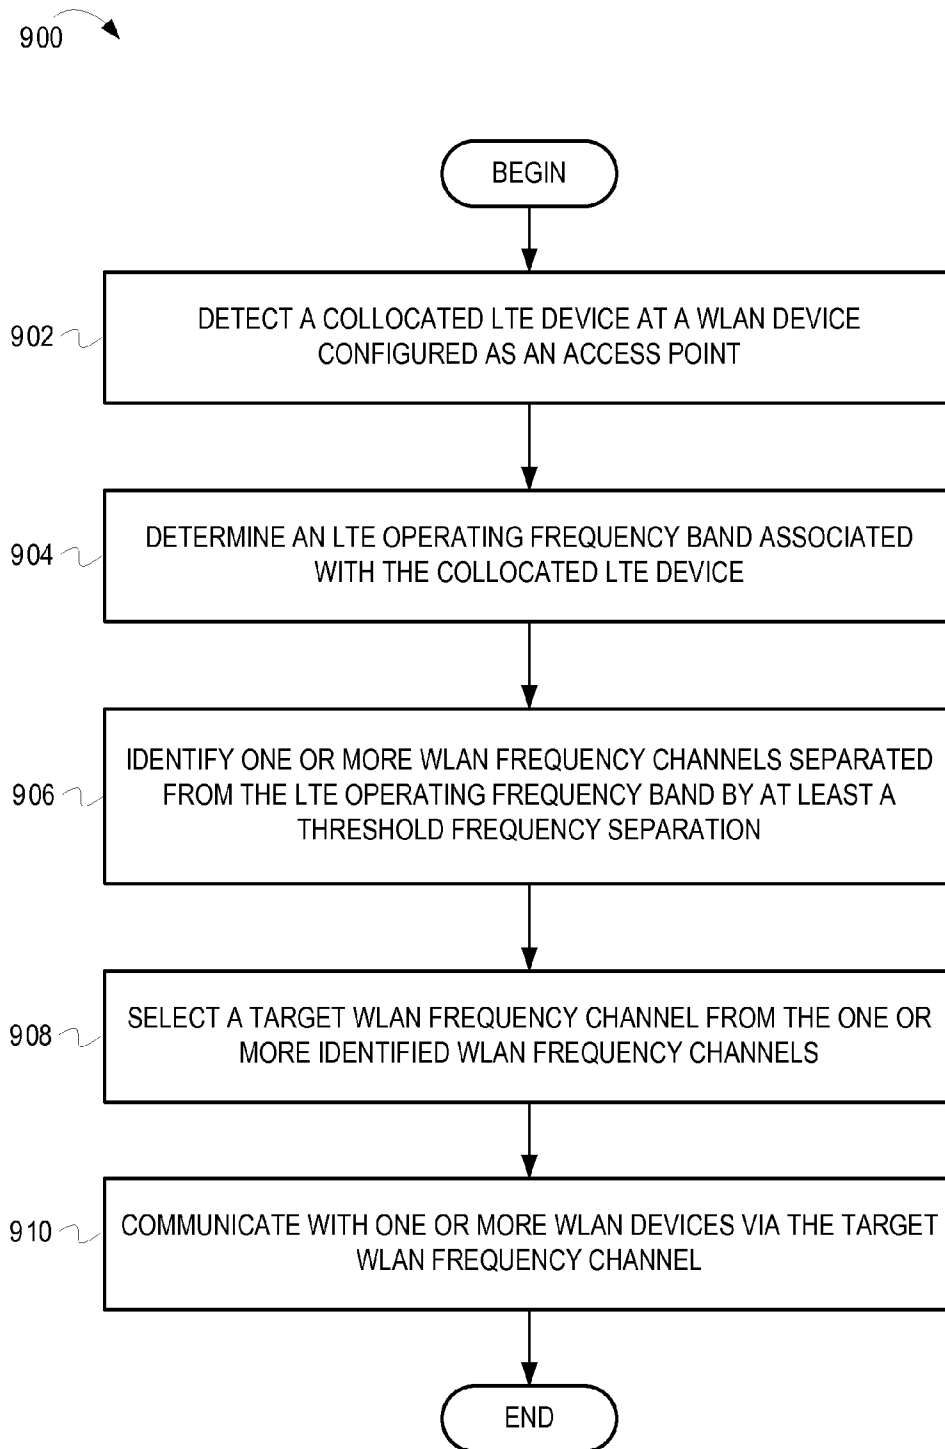 900
BEGIN
902
DETECT A COLLOCATED LTE DEVICE AT A WLAN DEVICE
CONFIGURED AS AN ACCESS POINT
904
DETERMINE AN LTE OPERATING FREQUENCY BAND ASSOCIATED
WITH THE COLLOCATED LTE DEVICE
906
IDENTIFY ONE OR MORE WLAN FREQUENCY CHANNELS SEPARATED
FROM THE LTE OPERATING FREQUENCY BAND BY AT LEAST A
THRESHOLD FREQUENCY SEPARATION
908
SELECT A TARGET WLAN FREQUENCY CHANNEL FROM THE ONE OR
MORE IDENTIFIED WLAN FREQUENCY CHANNELS
910
COMMUNICATE WITH ONE OR MORE WLAN DEVICES VIA THE TARGET
WLAN FREQUENCY CHANNEL
END